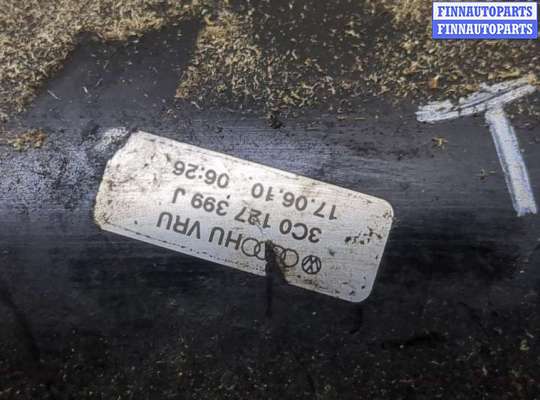 FINNAUTOPARTS
FINNAUTOPARTS
HU VRU
3C0 127 399 J
17.06.10 06:26
T